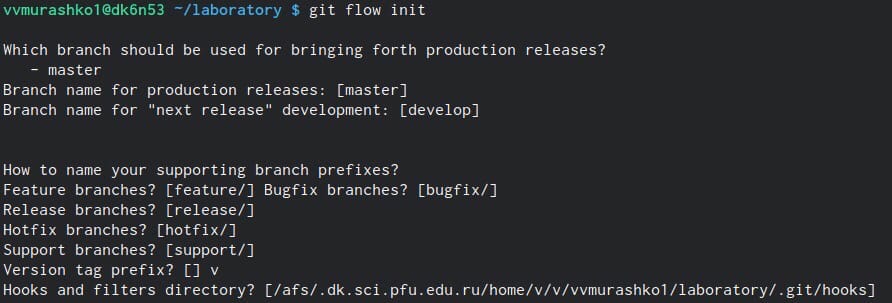 vvmurashko1@dk6n53 ~/laboratory $ git flow init
Which branch should be used for bringing forth production releases?
- master
Branch name for production releases: [master]
Branch name for "next release" development: [develop]
How to name your supporting branch prefixes?
Feature branches? [feature/] Bugfix branches? [bugfix/]
Release branches? [release/]
Hotfix branches? [hotfix/]
Support branches? [support/]
Version tag prefix? [] v
Hooks and filters directory? [/afs/.dk.sci.pfu.edu.ru/home/v/v/vvmurashko1/laboratory/.git/hooks]